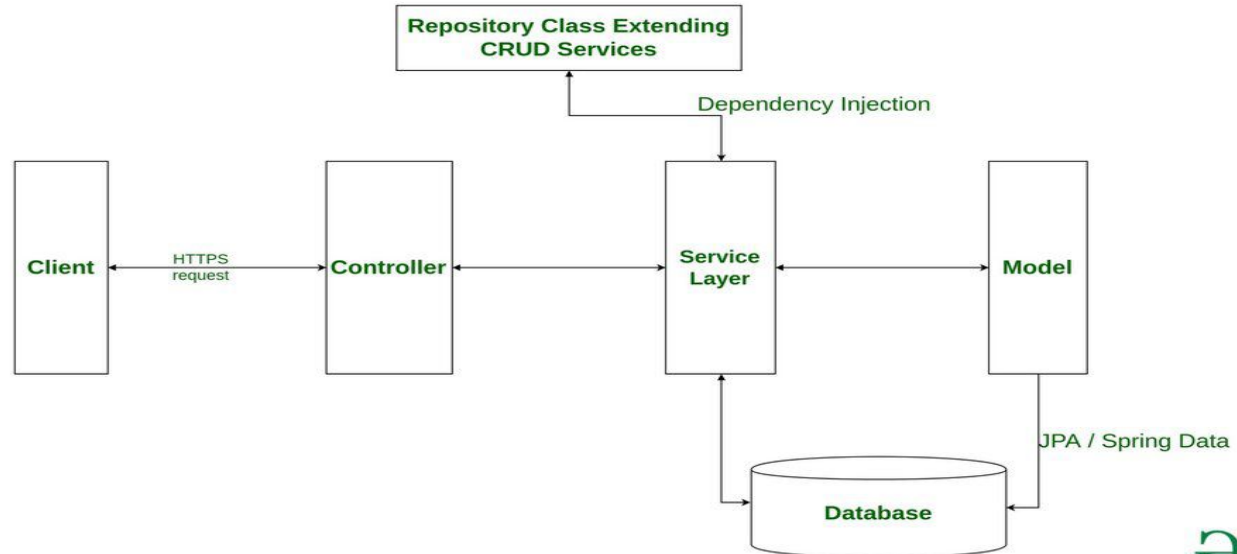 Repository Class Extending
CRUD Services
Dependency Injection
Client
HTTPS
request
Controller
Service
Layer
Model
JPA / Spring Data
Database